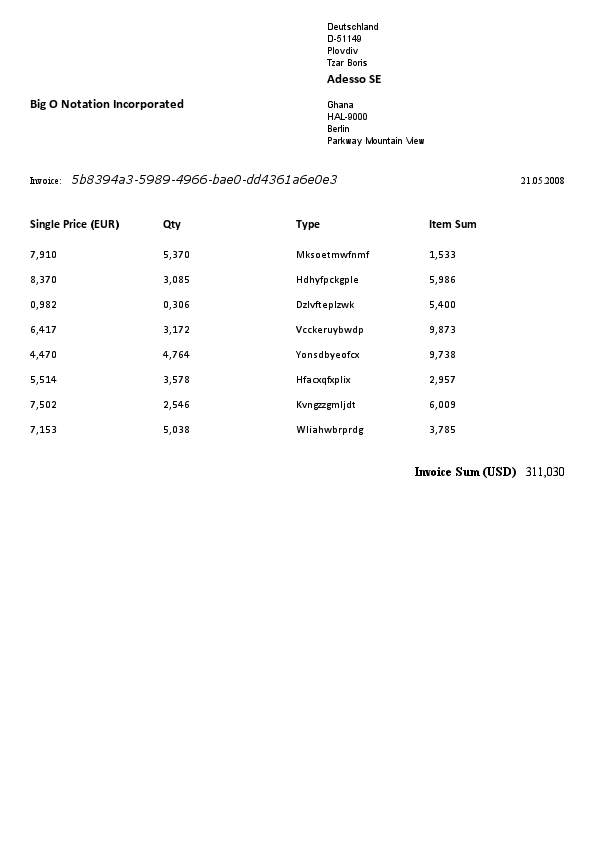 Deutschland
D-51149
Plovdiv
Tzar Boris
Adesso SE
Big O Notation Incorporated
Ghana
HAL-9000
Berlin
Parkway Mountain View
Invoice: 5b8394a3-5989-4966-bae0-dd4361a6e0e3 21.05.2008
Single Price (EUR) Qty Type Item Sum
7,910 5,370 Mksoetmwfnmf 1,533
8,370 3,085 Hdhyfpckgple 5,986
0,982 0,306 Dzlvfteplzwk 5,400
6,417 3,172 Vcckeruybwdp 9,873
4,470 4,764 Yonsdbyeofcx 9,738
5,514 3,578 Hfacxqfxplix 2,957
7,502 2,546 Kvngzzgmljdt 6,009
7,153 5,038 Wliahwbrprdg 3,785
Invoice Sum (USD) 311,030